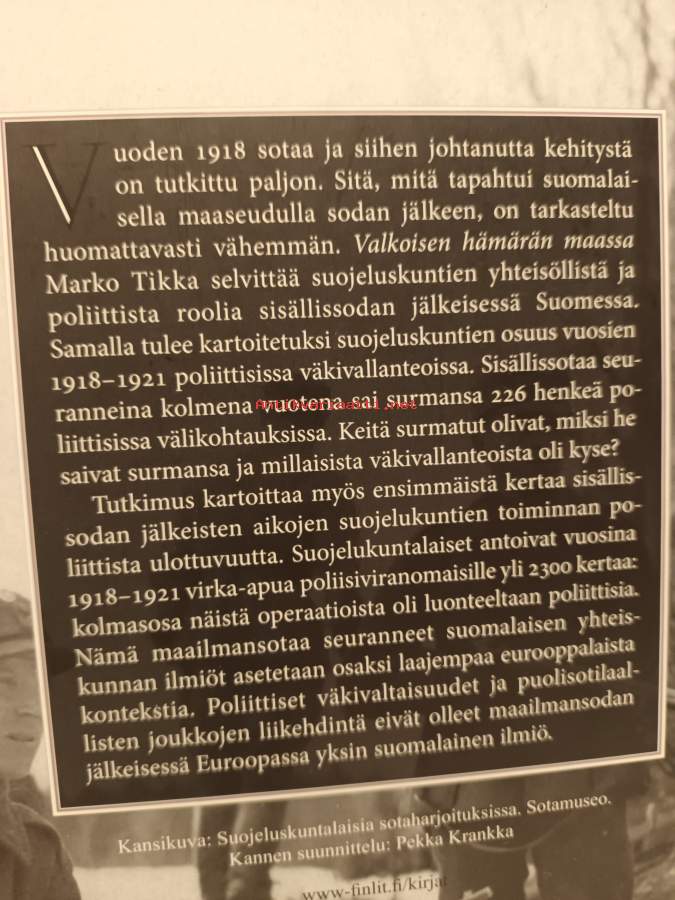 Vuoden 1918 sotaa ja siihen johtanutta kehitystä
on tutkittu paljon. Sitä, mitä tapahtui suomalai-
sella maaseudulla sodan jälkeen, on tarkasteltu
huomattavasti vähemmän. Valkoisen hämärän maassa
Marko Tikka selvittää suojeluskuntien yhteisöllistä ja
poliittista roolia sisällissodan jälkeisessä Suomessa.
Samalla tulee kartoitetuksi suojeluskuntien osuus vuosien
1918–1921 poliittisissa väkivallanteoissa. Sisällissotaa seu-
ranneina kolmena vuotena sai surmansa 226 henkeä po-
liittisissa välikohtauksissa. Keitä surmatut olivat, miksi he
saivat surmansa ja millaisista väkivallanteoista oli kyse?
Tutkimus kartoittaa myös ensimmäistä kertaa sisällis-
sodan jälkeisten aikojen suojelukuntien toiminnan po-
liittista ulottuvuutta. Suojelukuntalaiset antoivat vuosina
1918–1921 virka-apua poliisiviranomaisille yli 2300 kertaa:
kolmasosa näistä operaatioista oli luonteeltaan poliittisia.
Nämä maailmansotaa seuranneet suomalaisen yhteis-
kunnan ilmiöt asetetaan osaksi laajempaa eurooppalaista
kontekstia. Poliittiset väkivaltaisuudet ja puolisotilaal-
listen joukkojen liikehdintä eivät olleet maailmansodan
jälkeisessä Euroopassa yksin suomalainen ilmiö.
Kansikuva: Suojeluskuntalaisia sotaharjoituksissa. Sotamuseo.
Kannen suunnittelu: Pekka Krankka
www.finlit.fi/kirjat